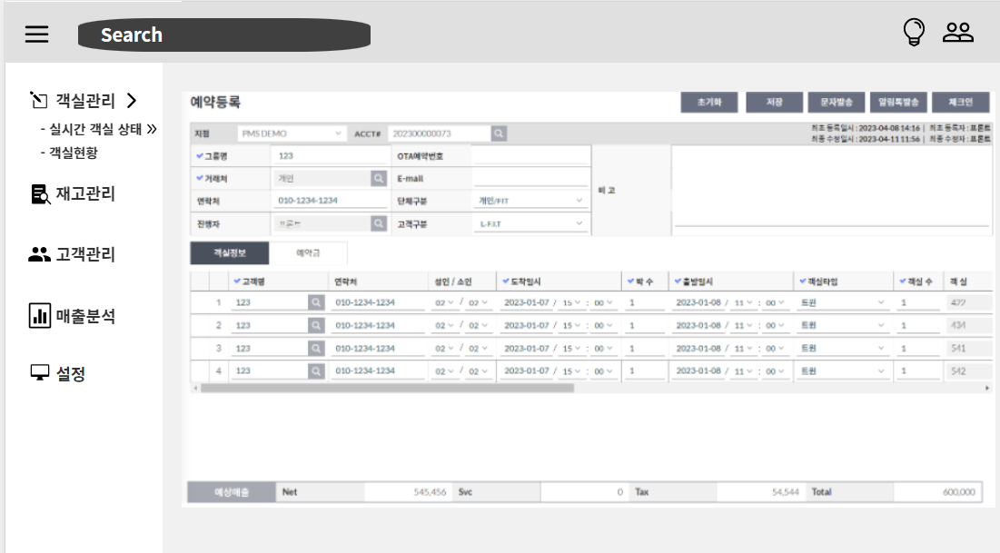 Search
객실관리
- 실시간 객실 상태 »
- 객실현황
재고관리
고객관리
매출분석
설정
예약등록 초기화 저장 문자발송 알림톡발송 체크인
지점 PMS DEMO ACCT# 202300000073 최초 등록일시 : 2023-04-08 14:16 | 최초 등록자 : 프론트
최종 수정일시 : 2023-04-11 11:56 | 최종 수정자 : 프론트
그룹명 123 OTA예약번호
거래처 개인 E-mail
비 고
연락처 010-1234-1234 단체구분 개인/FIT
진행자 프론트 고객구분 L-F.I.T
객실정보 예약금
고객명 연락처 성인 / 소인 도착일시 박 수 출발일시 객실타입 객실 수 객 실
1 123 010-1234-1234 02 / 02 2023-01-07 / 15 : 00 1 2023-01-08 / 11 : 00 트윈 1 422
2 123 010-1234-1234 02 / 02 2023-01-07 / 15 : 00 1 2023-01-08 / 11 : 00 트윈 1 434
3 123 010-1234-1234 02 / 02 2023-01-07 / 15 : 00 1 2023-01-08 / 11 : 00 트윈 1 541
4 123 010-1234-1234 02 / 02 2023-01-07 / 15 : 00 1 2023-01-08 / 11 : 00 트윈 1 542
예상매출 Net 545,456 Svc 0 Tax 54,544 Total 600,000